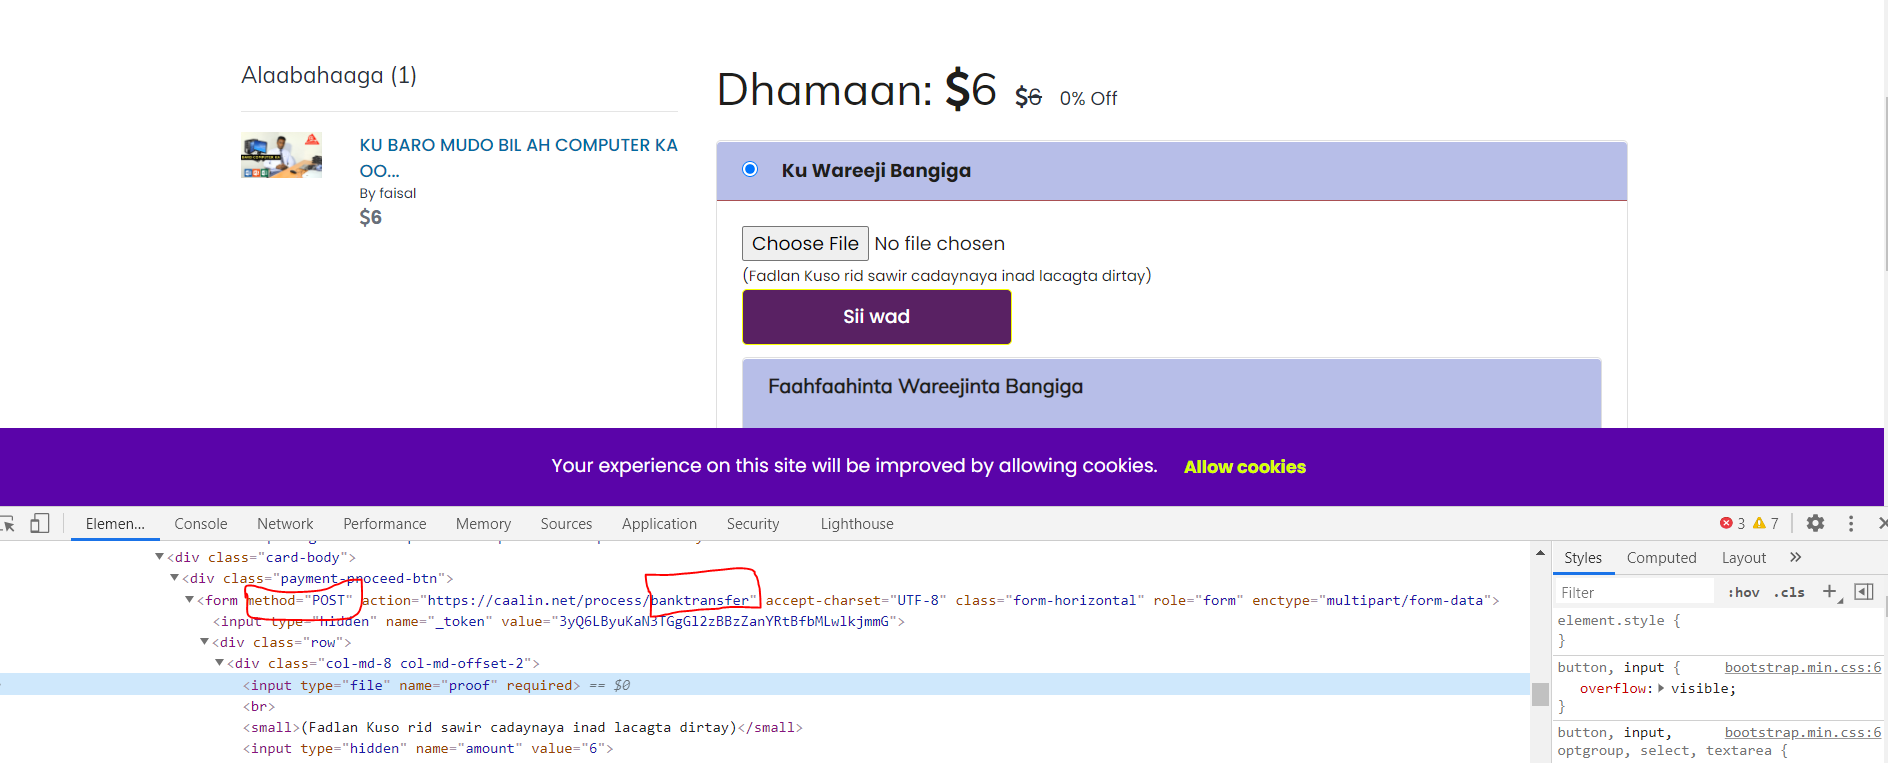 Alaabahaaga (1)
KU BARO MUDO BIL AH COMPUTER KA
OO...
By faisal
$6
Dhamaan: $6 $6 0% Off
Ku Wareeji Bangiga
Choose File No file chosen
(Fadlan Kuso rid sawir cadaynaya inad lacagta dirtay)
Sii wad
Faahfaahinta Wareejinta Bangiga
Your experience on this site will be improved by allowing cookies. Allow cookies
Elemen... Console Network Performance Memory Sources Application Security Lighthouse 3 7
<div class="card-body">
<div class="payment-proceed-btn">
<form method="POST" action="https://caalin.net/process/banktransfer" accept-charset="UTF-8" class="form-horizontal" role="form" enctype="multipart/form-data">
<input type="hidden" name="_token" value="3yQ6LByuKaN3TGgGl2zBBzZanYRtBfbMLwlkjmmG">
<div class="row">
<div class="col-md-8 col-md-offset-2">
<input type="file" name="proof" required> == $0
<br>
<small>(Fadlan Kuso rid sawir cadaynaya inad lacagta dirtay)</small>
<input type="hidden" name="amount" value="6">
Styles Computed Layout
Filter :hov .cls
element.style {
}
button, input { bootstrap.min.css:6
overflow: visible;
}
button, input, bootstrap.min.css:6
optgroup, select, textarea {